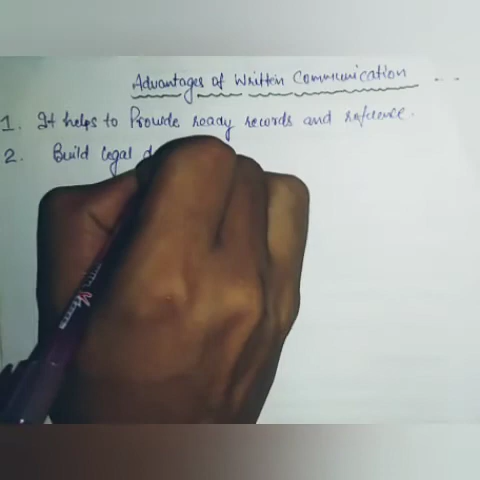 Advantages of Written Communication ...
1. It helps to Provide ready records and reference.
2. Build legal d